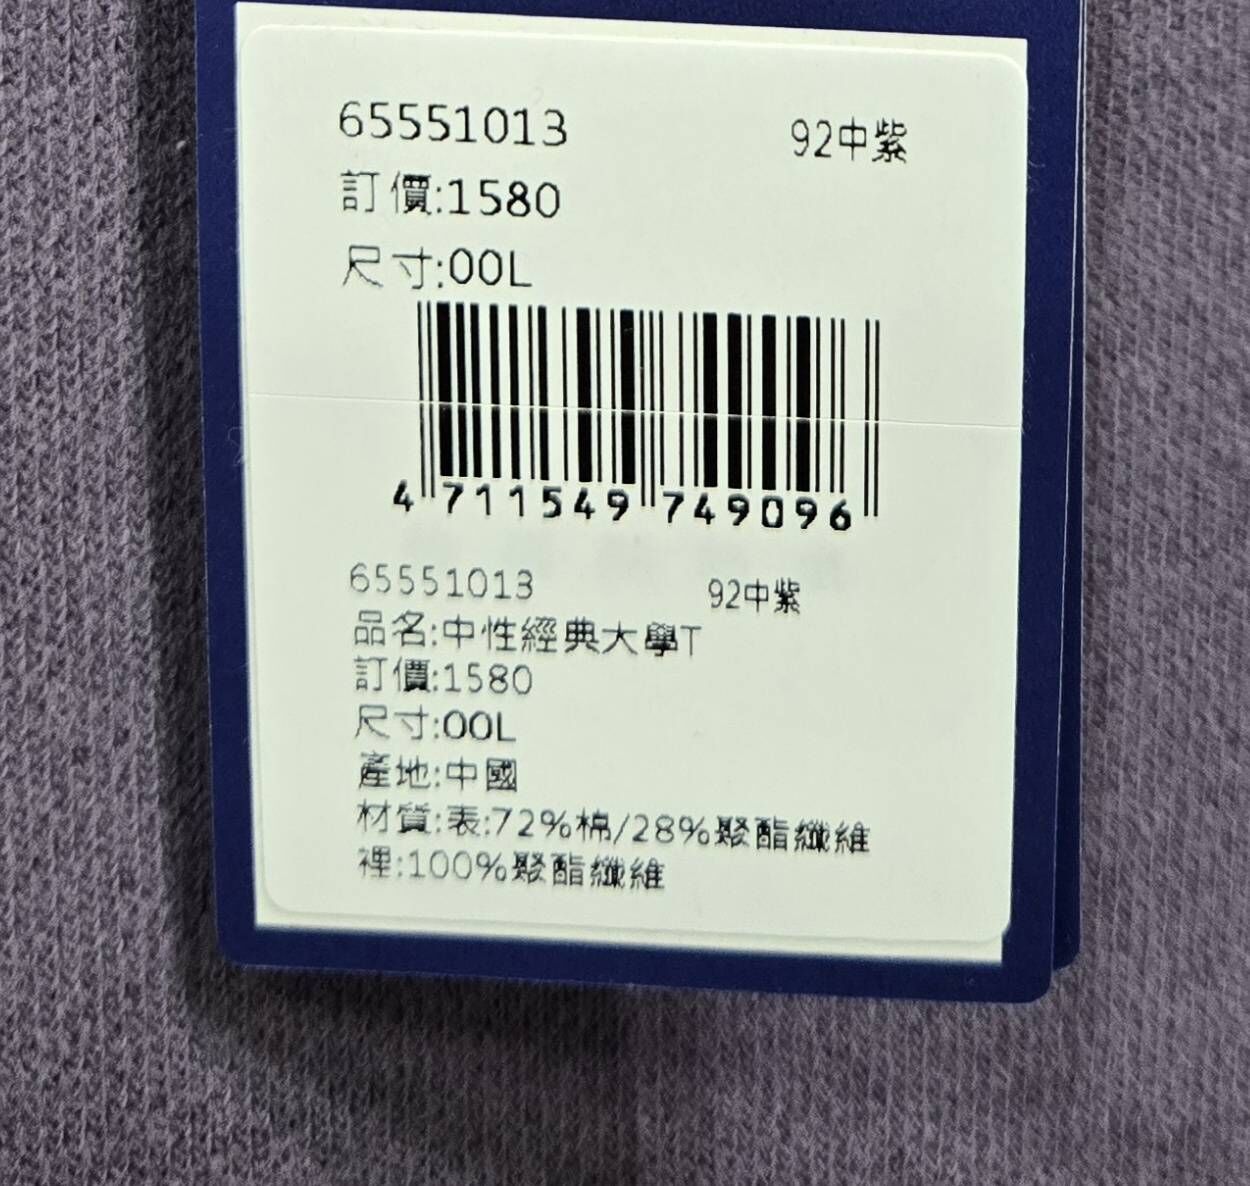 65551013 92中紫
訂價:1580
尺寸:00L
4 711549 749096
65551013 92中紫
品名:中性經典大學T
訂價:1580
尺寸:00L
產地:中國
材質:表:72%棉/28%聚酯纖維
裡:100%聚酯纖維